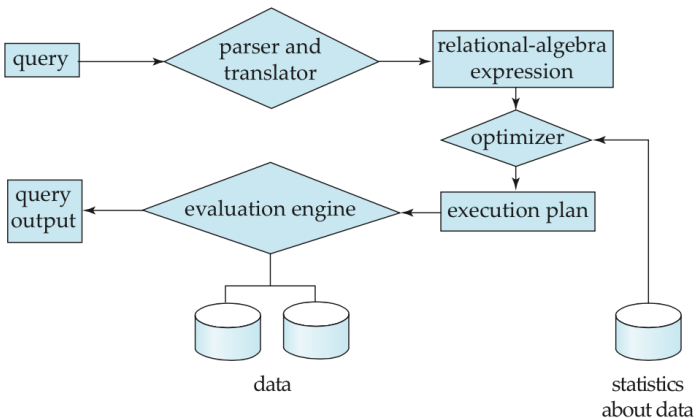 query
parser and
translator
relational-algebra
expression
optimizer
query
output
evaluation engine
execution plan
data
statistics
about data